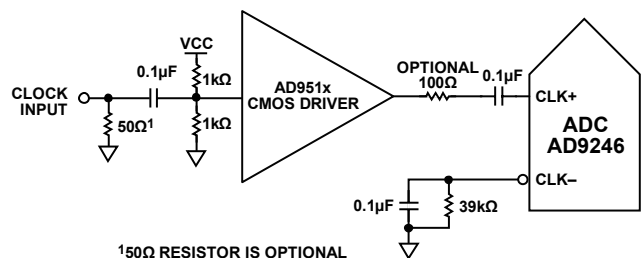 VCC
0.1µF
1kΩ
CLOCK
INPUT
50Ω¹
1kΩ
AD951x
CMOS DRIVER
OPTIONAL
100Ω
0.1µF
CLK+
ADC
AD9246
CLK–
0.1µF
39kΩ
¹50Ω RESISTOR IS OPTIONAL